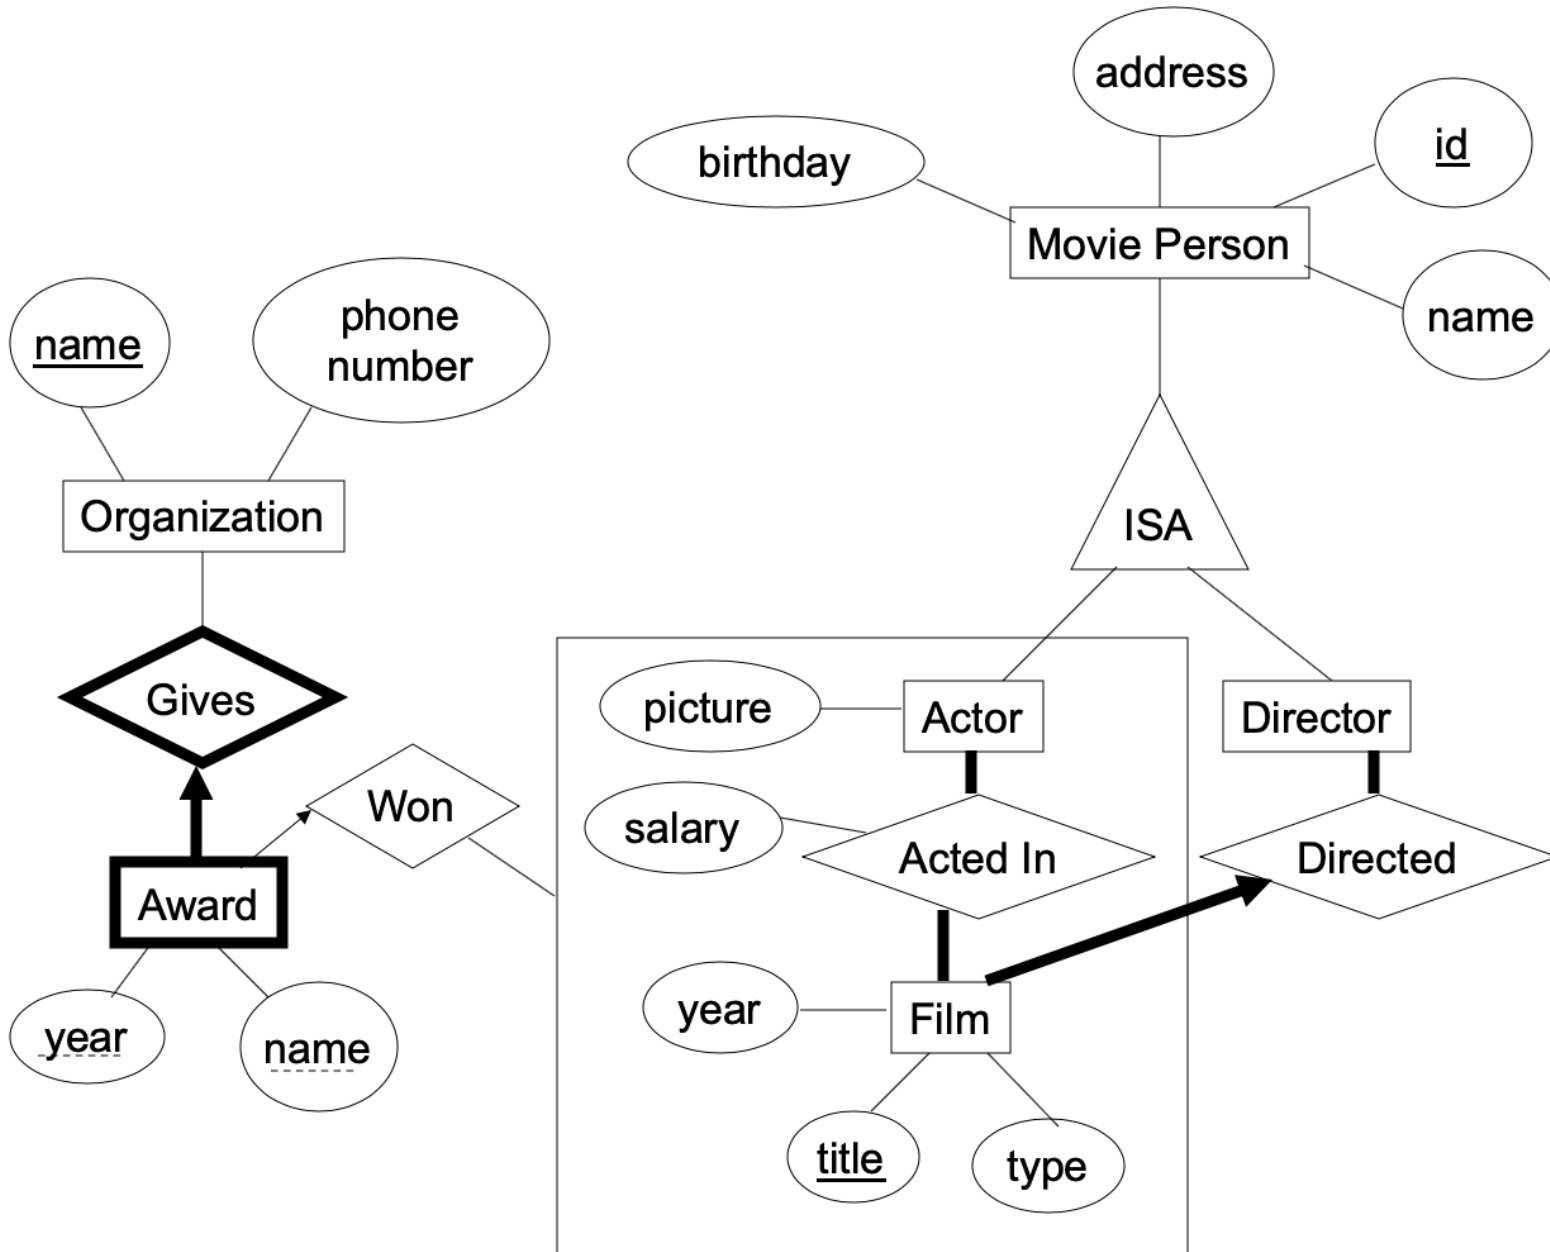 address
id
birthday
Movie Person
name
name
phone
number
Organization
ISA
Gives
picture
Actor
Director
Won
salary
Acted In
Directed
Award
year
Film
year
name
title
type